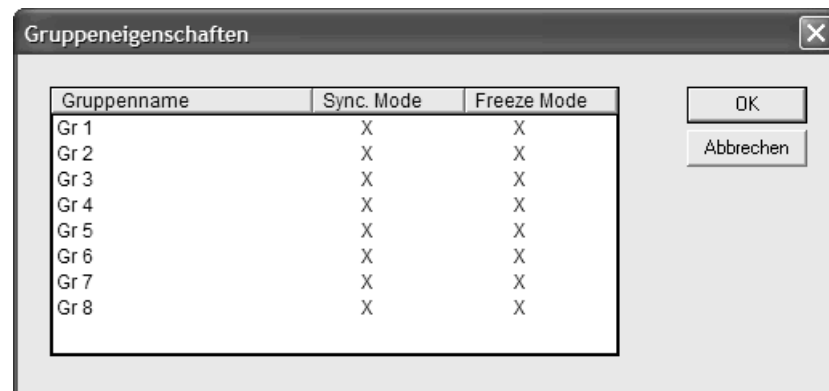 Gruppeneigenschaften
Gruppenname Sync. Mode Freeze Mode
Gr 1 X X
Gr 2 X X
Gr 3 X X
Gr 4 X X
Gr 5 X X
Gr 6 X X
Gr 7 X X
Gr 8 X X
OK
Abbrechen